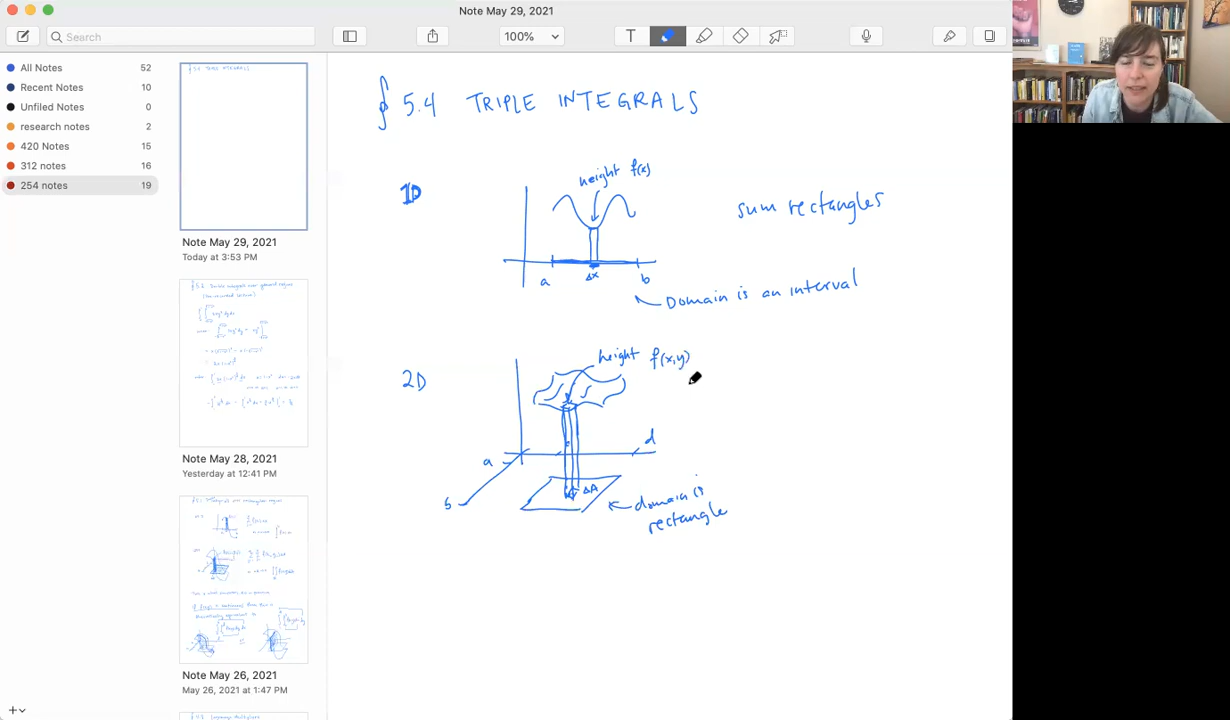 Note May 29, 2021
Search
100%
T
All Notes 52
Recent Notes 10
Unfiled Notes 0
research notes 2
420 Notes 15
312 notes 16
254 notes 19
Note May 29, 2021
Today at 3:53 PM
Note May 28, 2021
Yesterday at 12:41 PM
Note May 26, 2021
May 26, 2021 at 1:47 PM
§ 5.4 TRIPLE INTEGRALS
1D
height f(x)
sum rectangles
a
Δx
b
Domain is an interval
2D
height f(x,y)
d
a
b
ΔA
domain is
rectangle